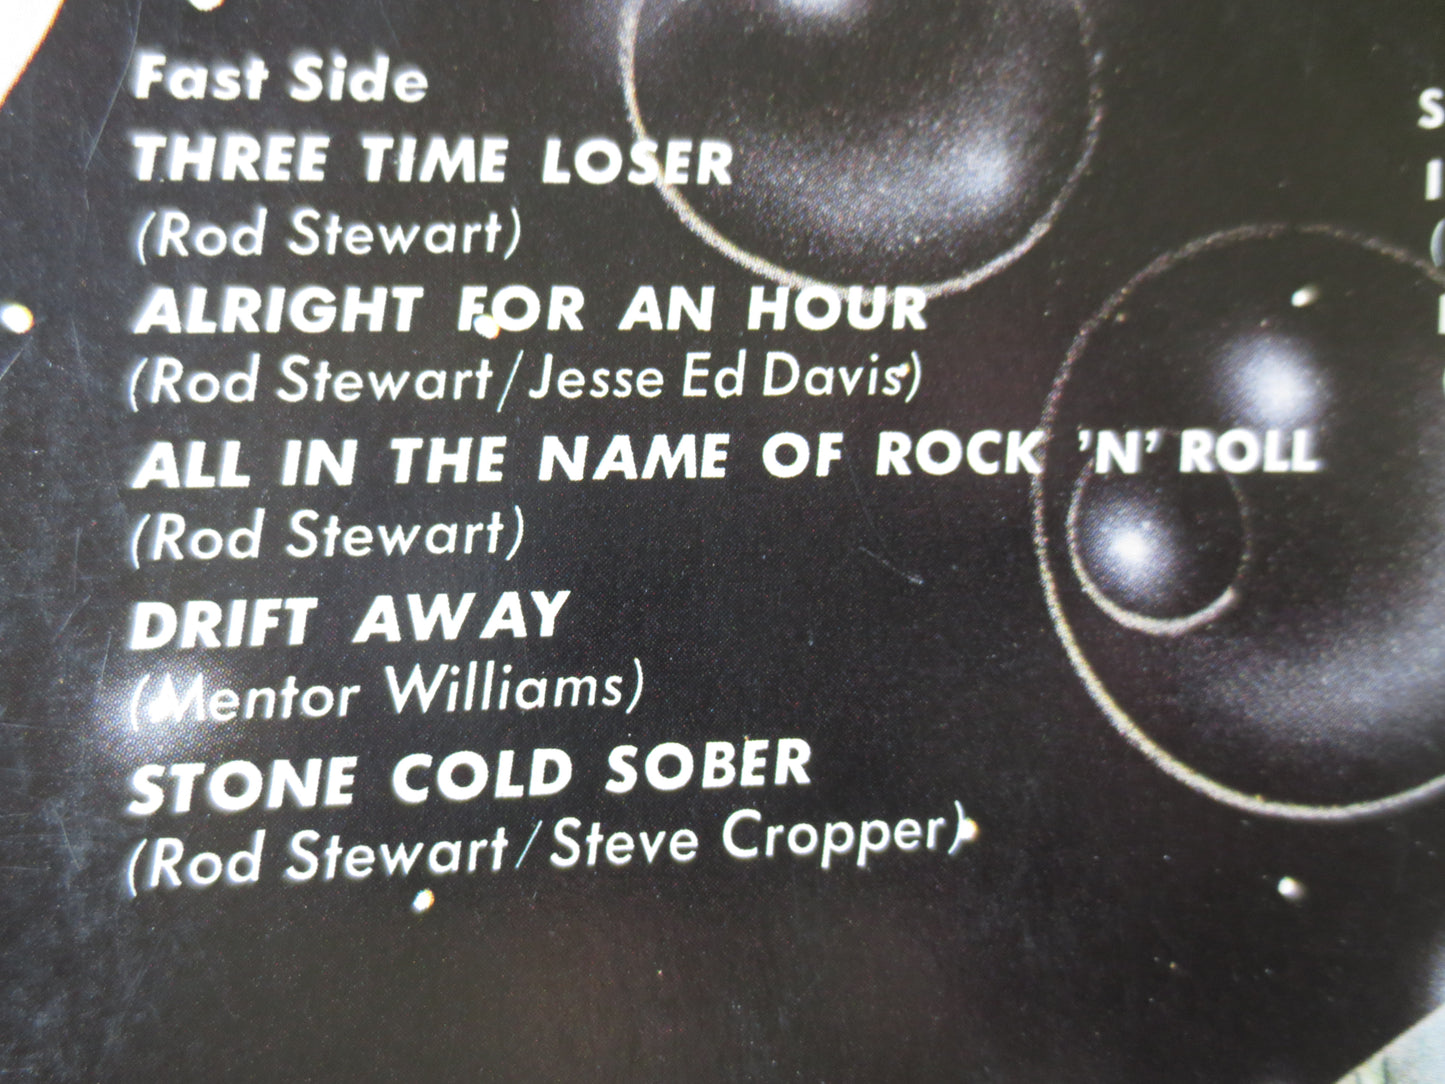 Fast Side
THREE TIME LOSER
(Rod Stewart)
ALRIGHT FOR AN HOUR
(Rod Stewart/Jesse Ed Davis)
ALL IN THE NAME OF ROCK 'N' ROLL
(Rod Stewart)
DRIFT AWAY
(Mentor Williams)
STONE COLD SOBER
(Rod Stewart/Steve Cropper)